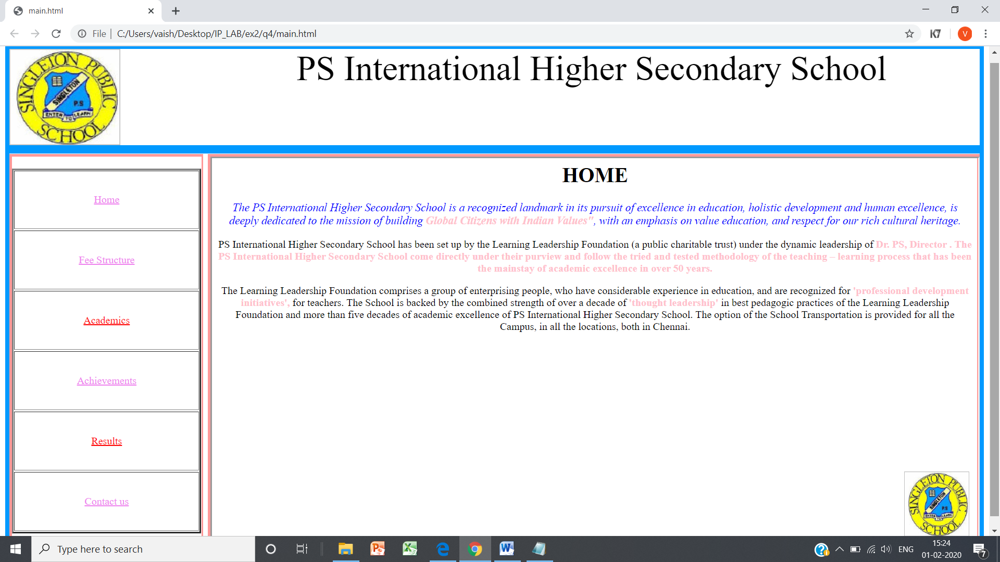 main.html
File
C:/Users/vaish/Desktop/IP_LAB/ex2/q4/main.html
K7
V
SINGLETON PUBLIC SCHOOL
SINGLETON
P.S
ENTER TO LEARN
PS International Higher Secondary School
Home
Fee Structure
Academics
Achievements
Results
Contact us
HOME
The PS International Higher Secondary School is a recognized landmark in its pursuit of excellence in education, holistic development and human excellence, is
deeply dedicated to the mission of building Global Citizens with Indian Values", with an emphasis on value education, and respect for our rich cultural heritage.
PS International Higher Secondary School has been set up by the Learning Leadership Foundation (a public charitable trust) under the dynamic leadership of Dr. PS, Director . The
PS International Higher Secondary School come directly under their purview and follow the tried and tested methodology of the teaching – learning process that has been
the mainstay of academic excellence in over 50 years.
The Learning Leadership Foundation comprises a group of enterprising people, who have considerable experience in education, and are recognized for 'professional development
initiatives', for teachers. The School is backed by the combined strength of over a decade of 'thought leadership' in best pedagogic practices of the Learning Leadership
Foundation and more than five decades of academic excellence of PS International Higher Secondary School. The option of the School Transportation is provided for all the
Campus, in all the locations, both in Chennai.
SINGLETON PUBLIC SCHOOL
SINGLETON
P.S
ENTER TO LEARN
Type here to search
ENG
15:24
01-02-2020
7